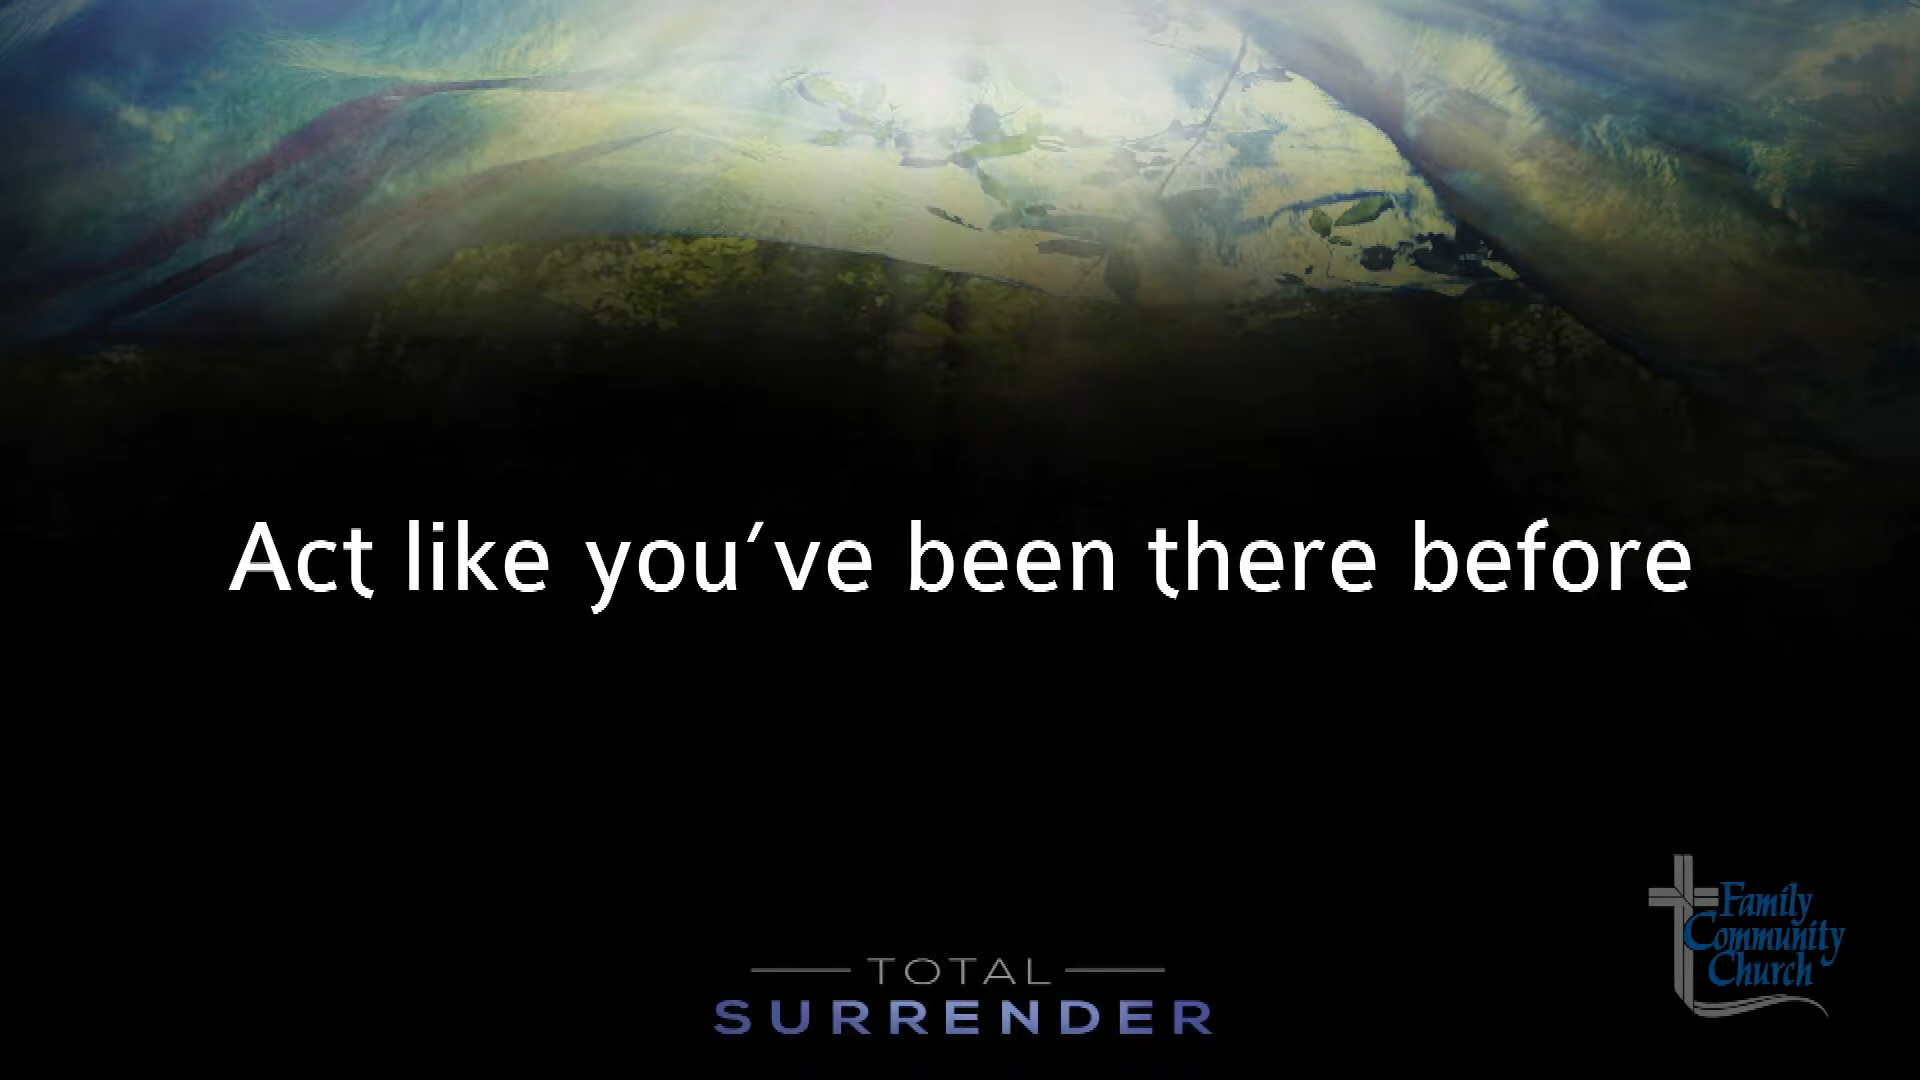 Act like you've been there before
Family
Community
Church
TOTAL
SURRENDER